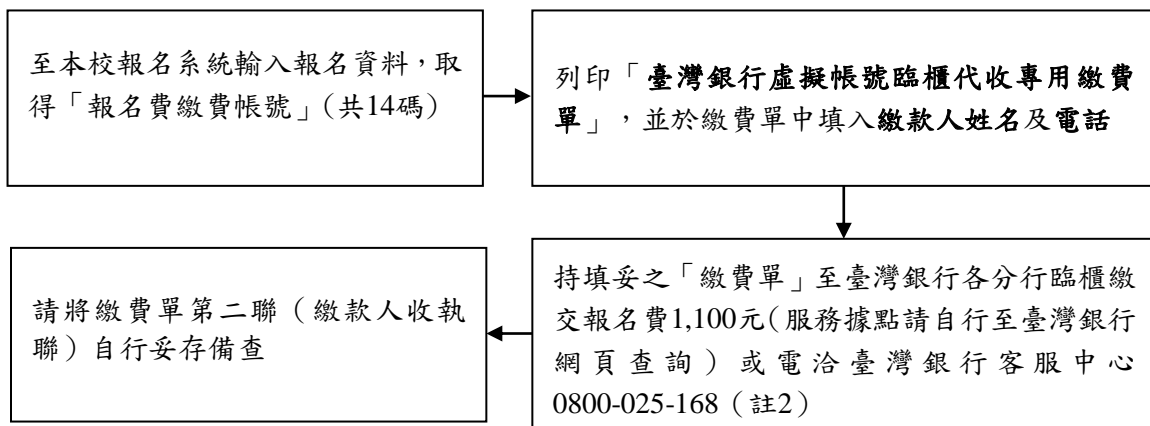 至本校報名系統輸入報名資料，取
得「報名費繳費帳號」(共14碼)
列印「臺灣銀行虛擬帳號臨櫃代收專用繳費
單」，並於繳費單中填入繳款人姓名及電話
持填妥之「繳費單」至臺灣銀行各分行臨櫃繳
交報名費1,100元(服務據點請自行至臺灣銀行
網頁查詢）或電洽臺灣銀行客服中心
0800-025-168（註2）
請將繳費單第二聯（繳款人收執
聯）自行妥存備查